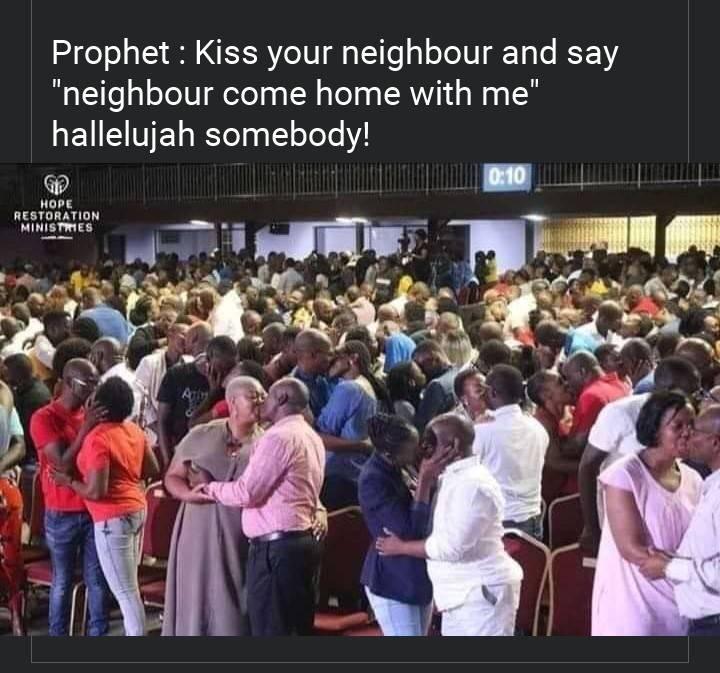 Prophet : Kiss your neighbour and say
"neighbour come home with me"
hallelujah somebody!
0:10
HOPE
RESTORATION
MINISTRIES